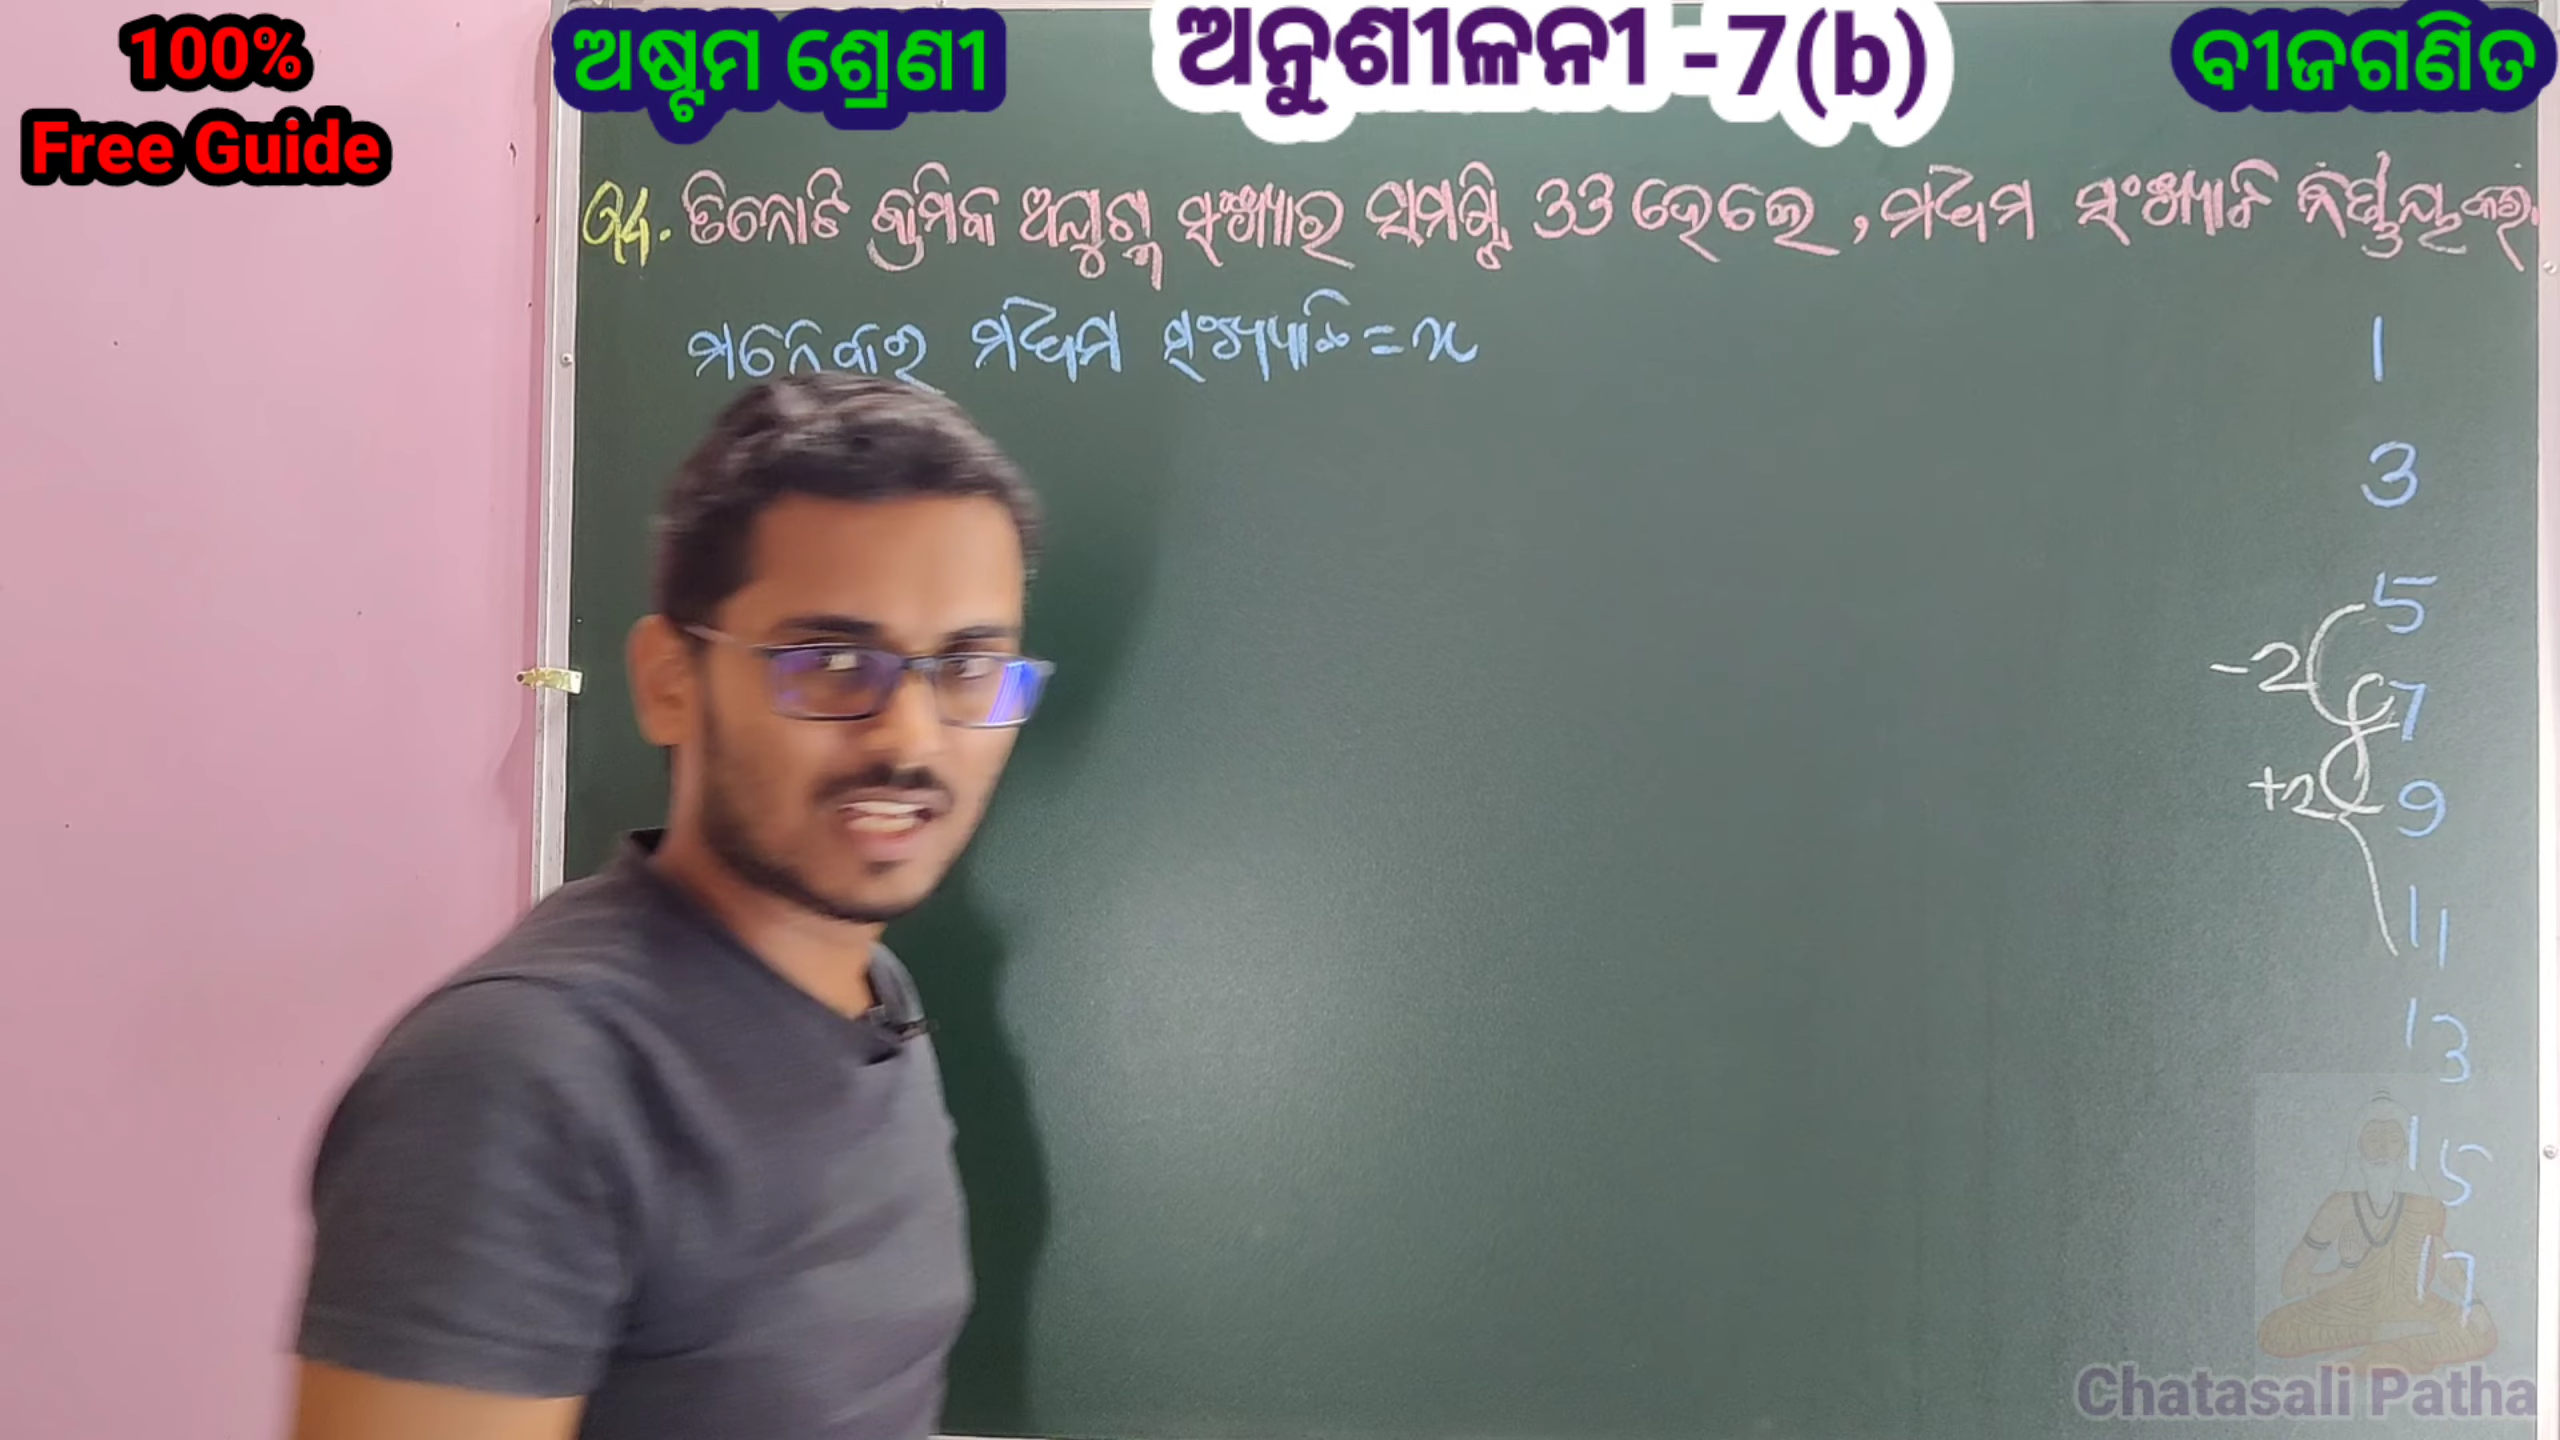 100%
Free Guide
ଅଷ୍ଟମ ଶ୍ରେଣୀ
ଅନୁଶୀଳନୀ -7(b)
ବୀଜଗଣିତ
Q4. ତିନୋଟି କ୍ରମିକ ଅଯୁଗ୍ମ ସଂଖ୍ୟାର ସମଷ୍ଟି 33 ହେଲେ, ମଧ୍ୟମ ସଂଖ୍ୟାଟି ନିର୍ଣ୍ଣୟ କର.
ମନେକର ମଧ୍ୟମ ସଂଖ୍ୟାଟି = x
1
3
5
-2
7
+2
9
11
13
15
17
Chatasali Patha